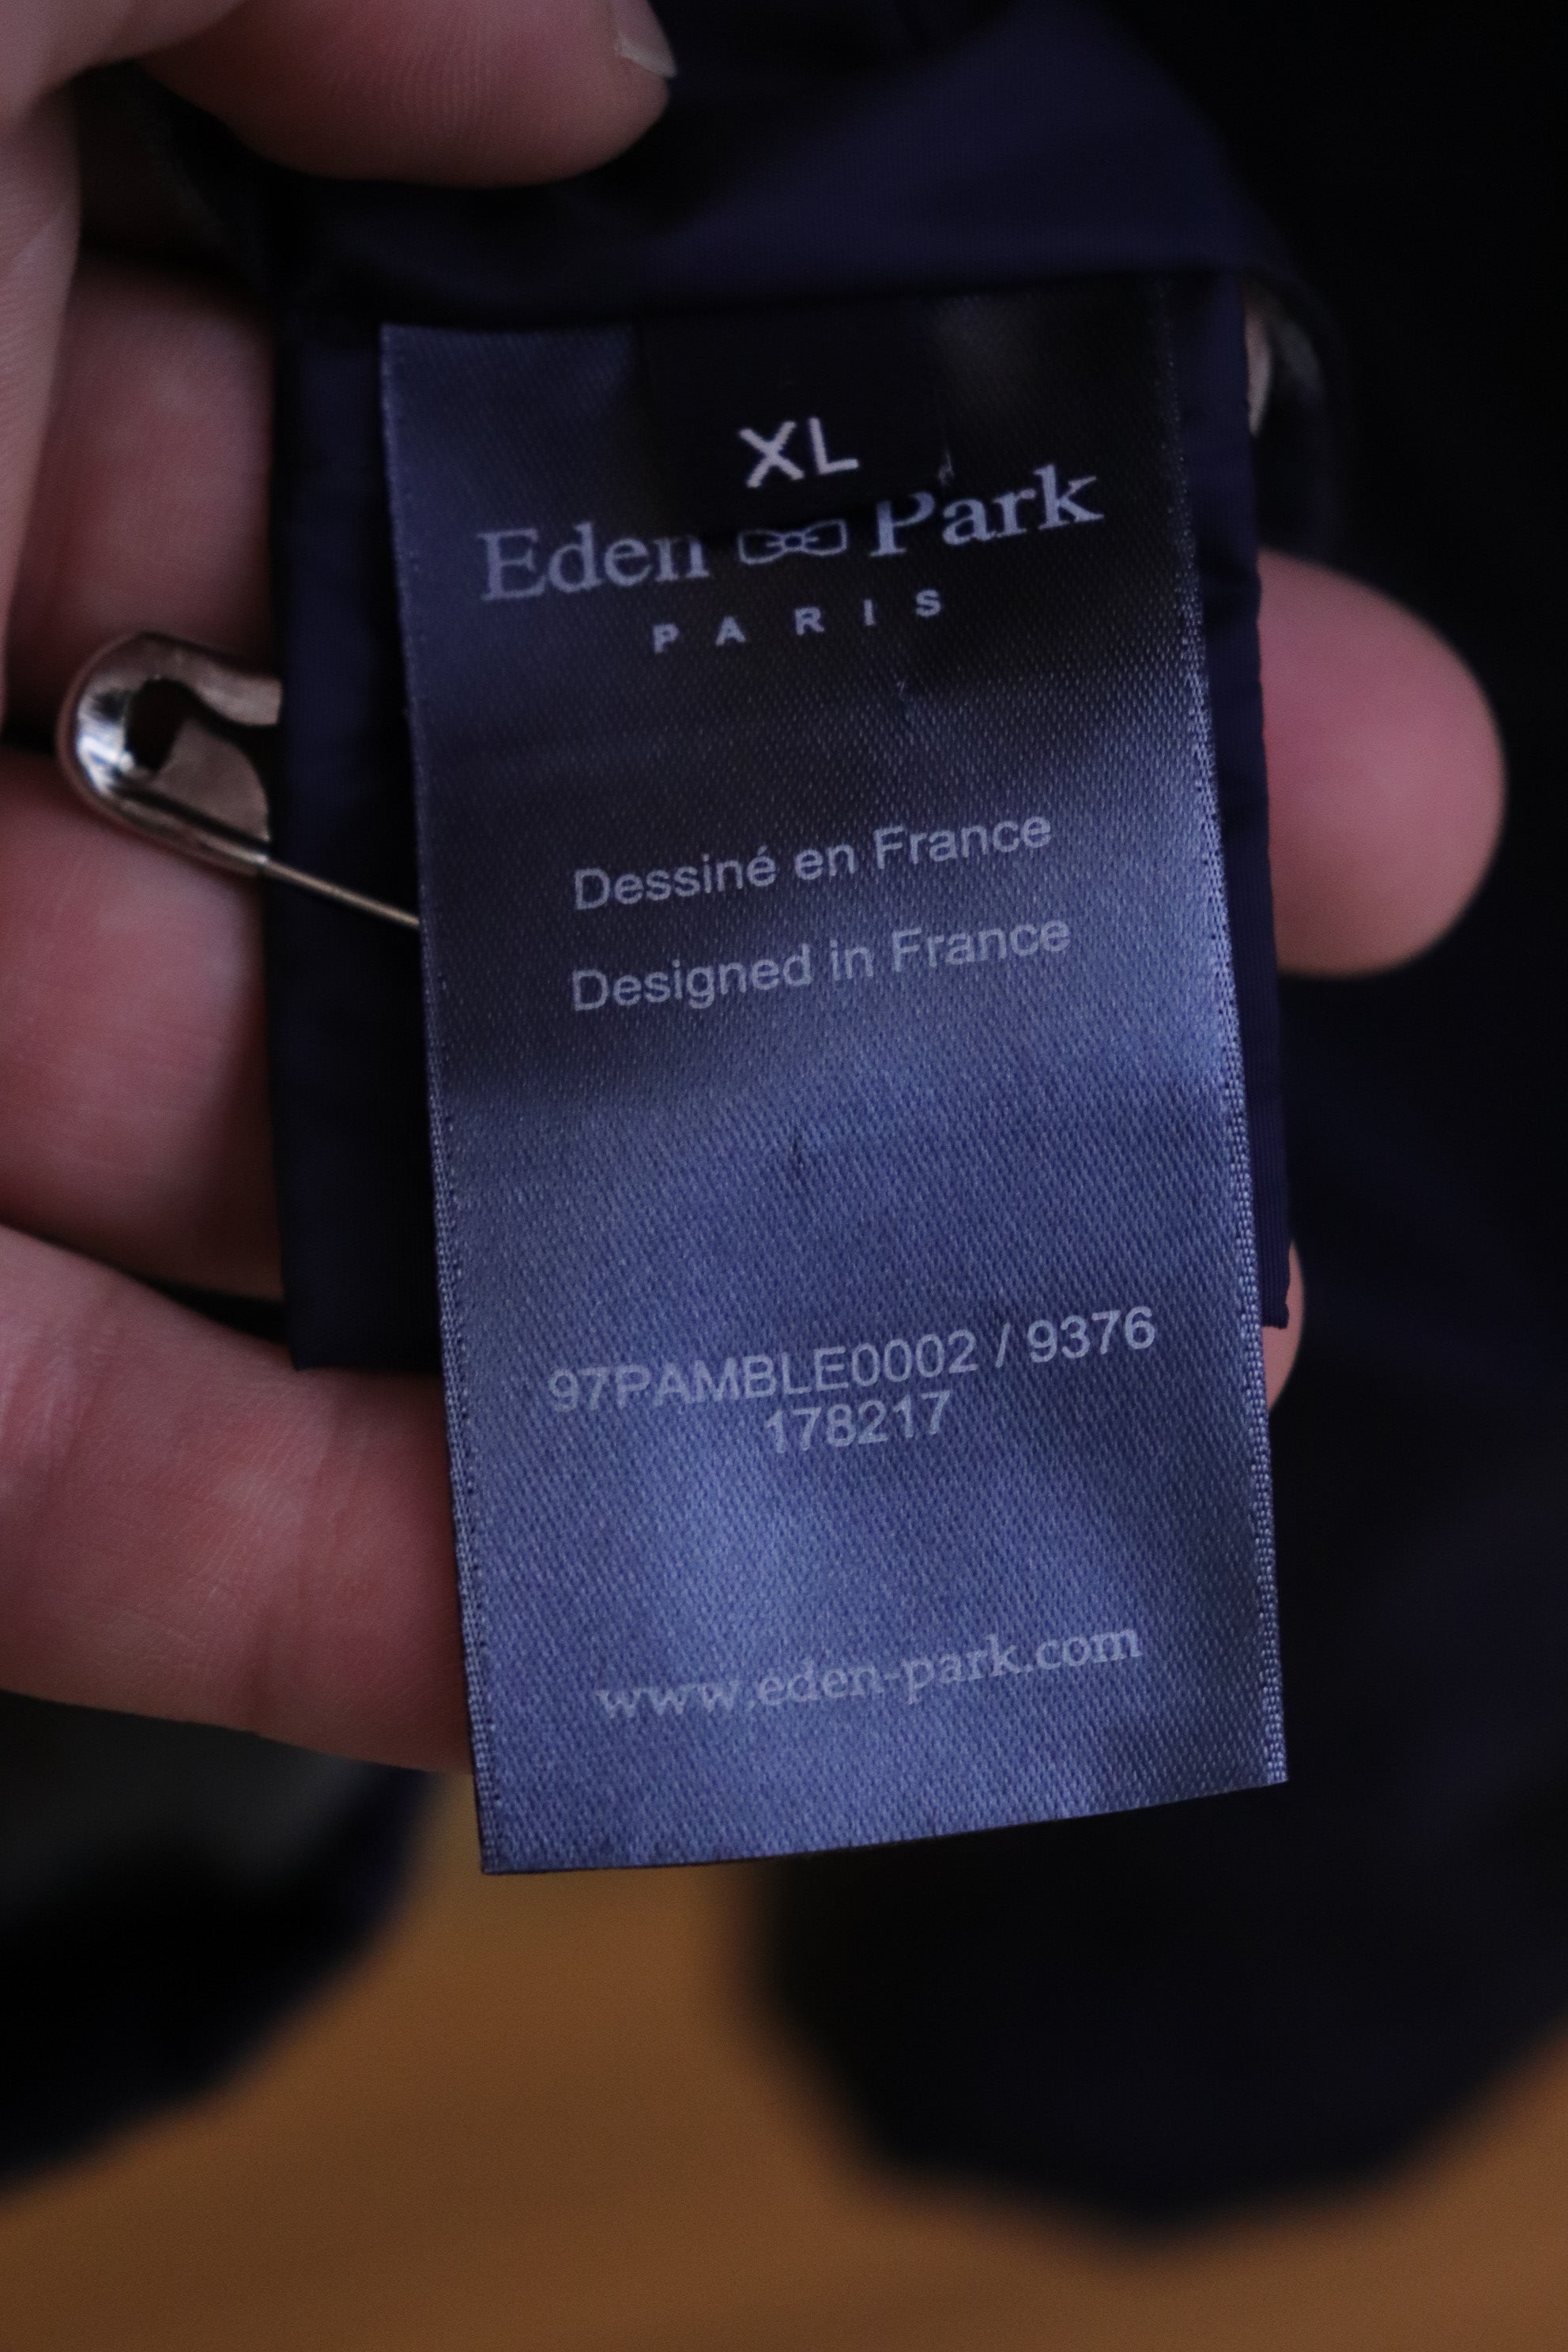 XL
Eden Park
PARIS
Dessiné en France
Designed in France
97PAMBLE0002 / 9376
178217
www.eden-park.com